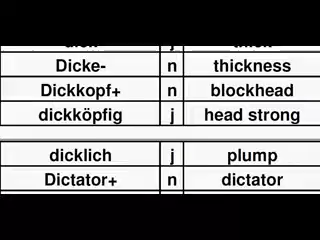 Dicke- n thickness
Dickkopf+ n blockhead
dickköpfig j head strong
dicklich j plump
Dictator+ n dictator